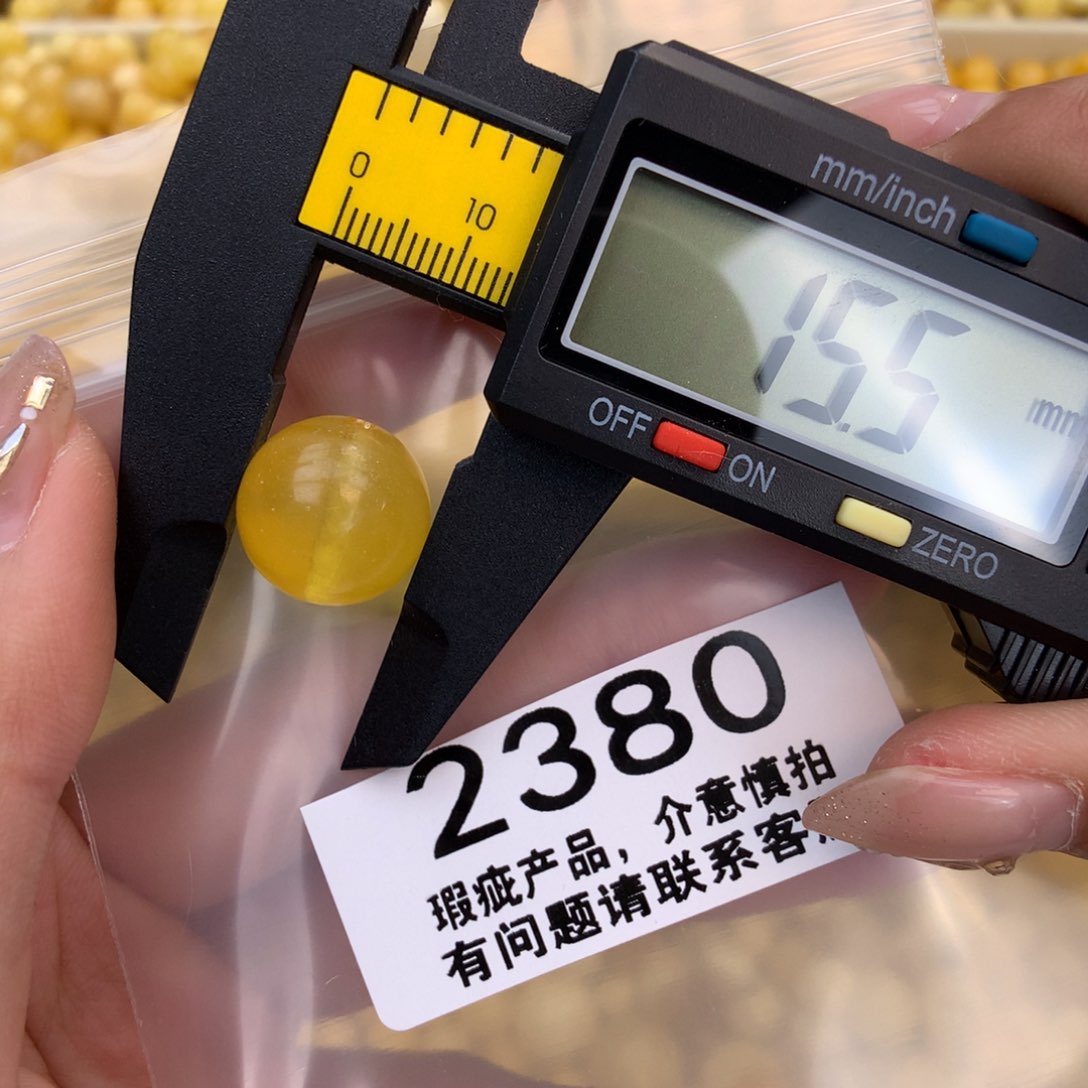 0
10
mm/inch
15.5
mm
OFF
ON
ZERO
2380
瑕疵产品，介意慎拍
有问题请联系客